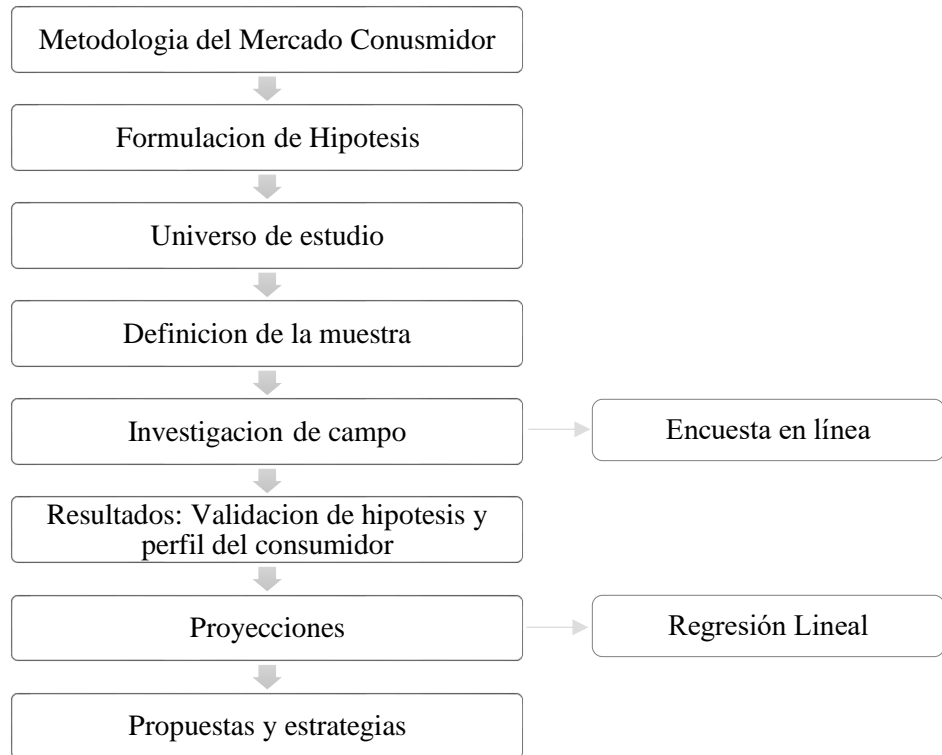 Metodologia del Mercado Conusmidor
Formulacion de Hipotesis
Universo de estudio
Definicion de la muestra
Investigacion de campo
Encuesta en línea
Resultados: Validacion de hipotesis y
perfil del consumidor
Proyecciones
Regresión Lineal
Propuestas y estrategias